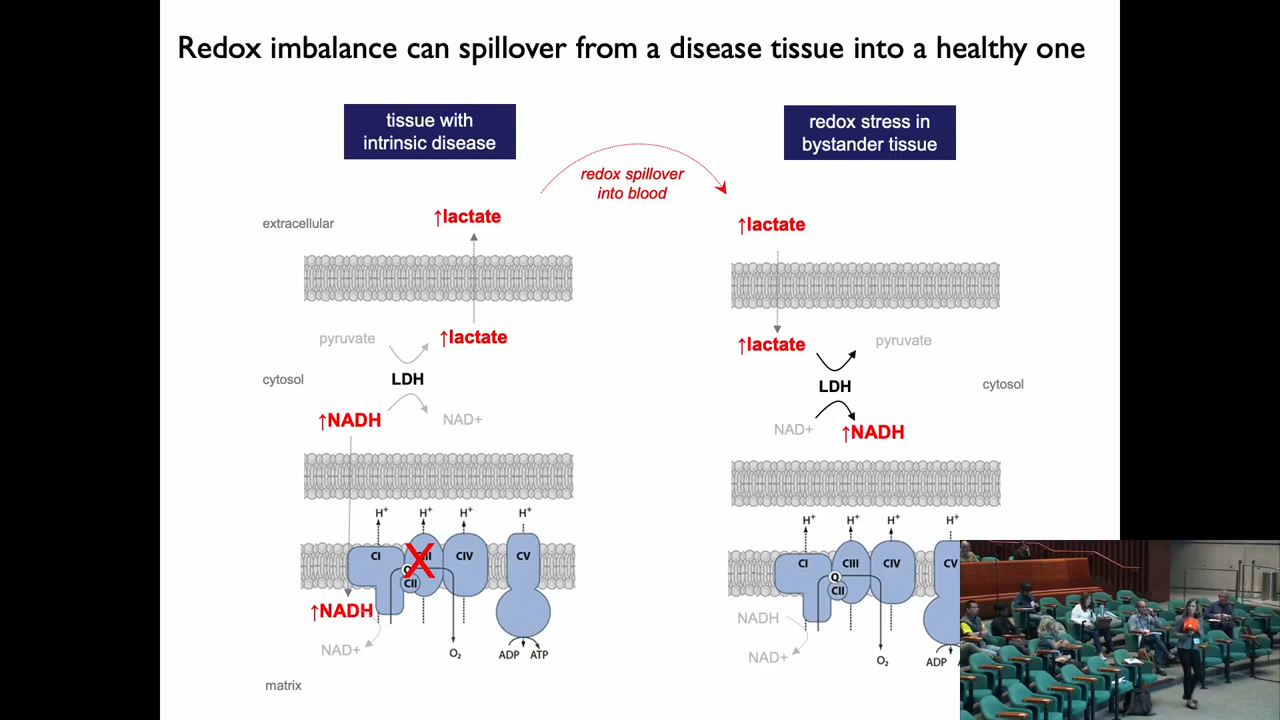 Redox imbalance can spillover from a disease tissue into a healthy one
tissue with
intrinsic disease
redox stress in
bystander tissue
redox spillover
into blood
extracellular
↑lactate
↑lactate
pyruvate
↑lactate
LDH
cytosol
↑NADH
NAD+
↑lactate
pyruvate
LDH
cytosol
NAD+
↑NADH
H+
H+
H+
H+
CI
Q
CII
CIV
CV
↑NADH
NAD+
O2
ADP
ATP
matrix
H+
H+
H+
H+
CI
CIII
CIV
CV
Q
CII
NADH
NAD+
O2
ADP